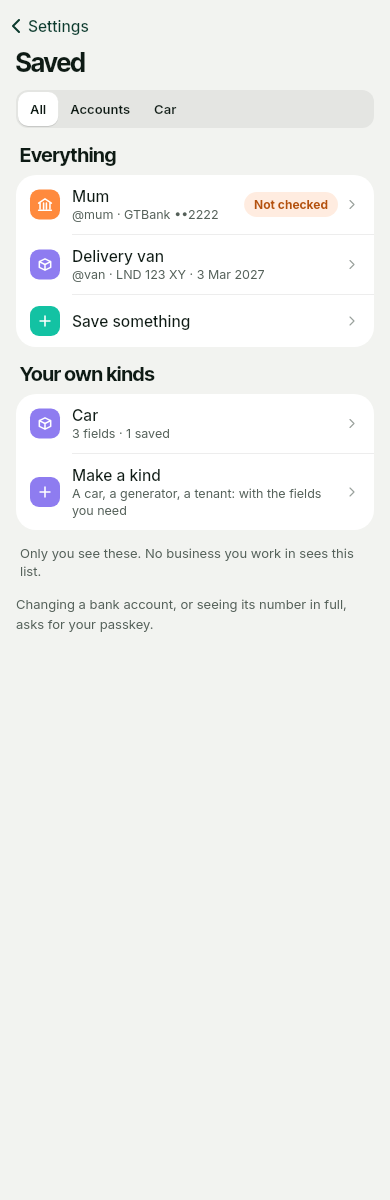 Settings
Saved
All Accounts Car
Everything
Mum
@mum · GTBank ••2222
Not checked
Delivery van
@van · LND 123 XY · 3 Mar 2027
Save something
Your own kinds
Car
3 fields · 1 saved
Make a kind
A car, a generator, a tenant: with the fields
you need
Only you see these. No business you work in sees this
list.
Changing a bank account, or seeing its number in full,
asks for your passkey.